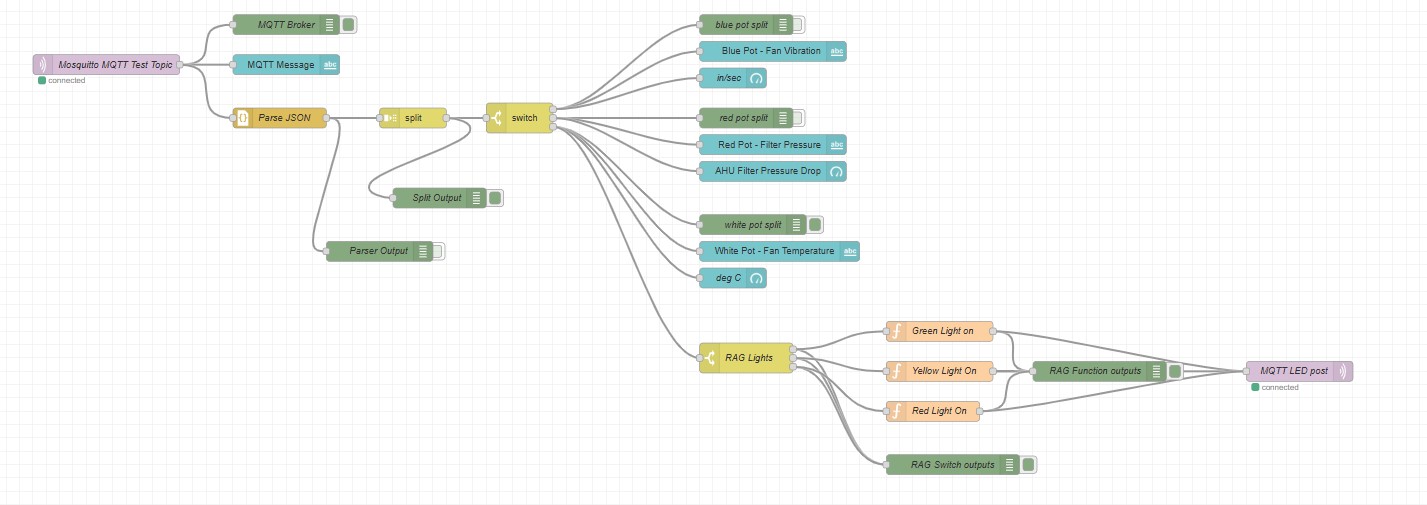 MQTT Broker
Mosquitto MQTT Test Topic
connected
MQTT Message
abc
Parse JSON
split
switch
Split Output
Parser Output
blue pot split
Blue Pot - Fan Vibration
abc
in/sec
red pot split
Red Pot - Filter Pressure
abc
AHU Filter Pressure Drop
white pot split
White Pot - Fan Temperature
abc
deg C
RAG Lights
Green Light on
Yellow Light On
Red Light On
RAG Function outputs
MQTT LED post
connected
RAG Switch outputs